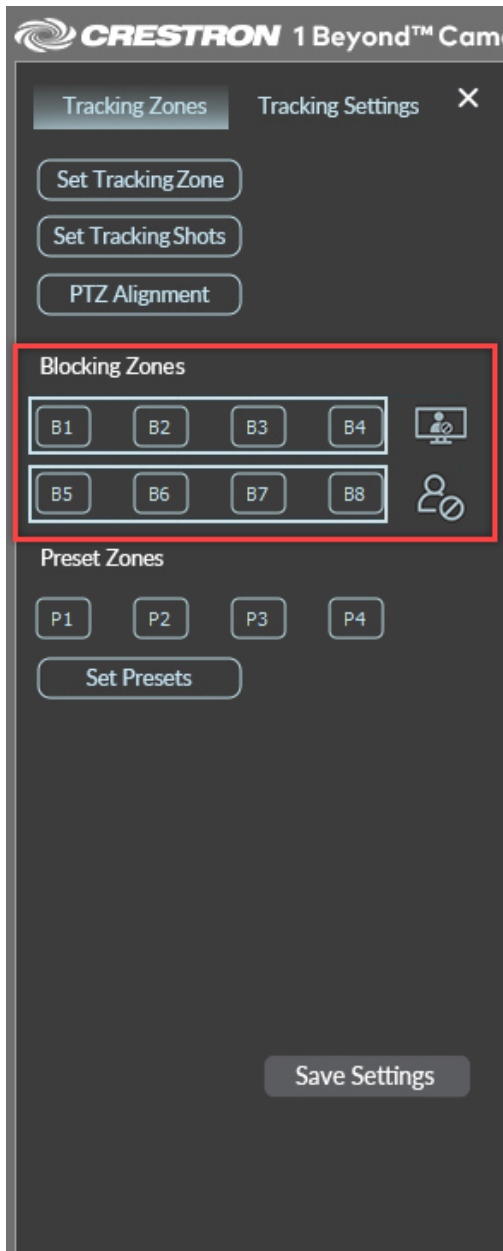 CRESTRON 1 Beyond™ Cam
Tracking Zones Tracking Settings ×
Set Tracking Zone
Set Tracking Shots
PTZ Alignment
Blocking Zones
B1 B2 B3 B4
B5 B6 B7 B8
Preset Zones
P1 P2 P3 P4
Set Presets
Save Settings